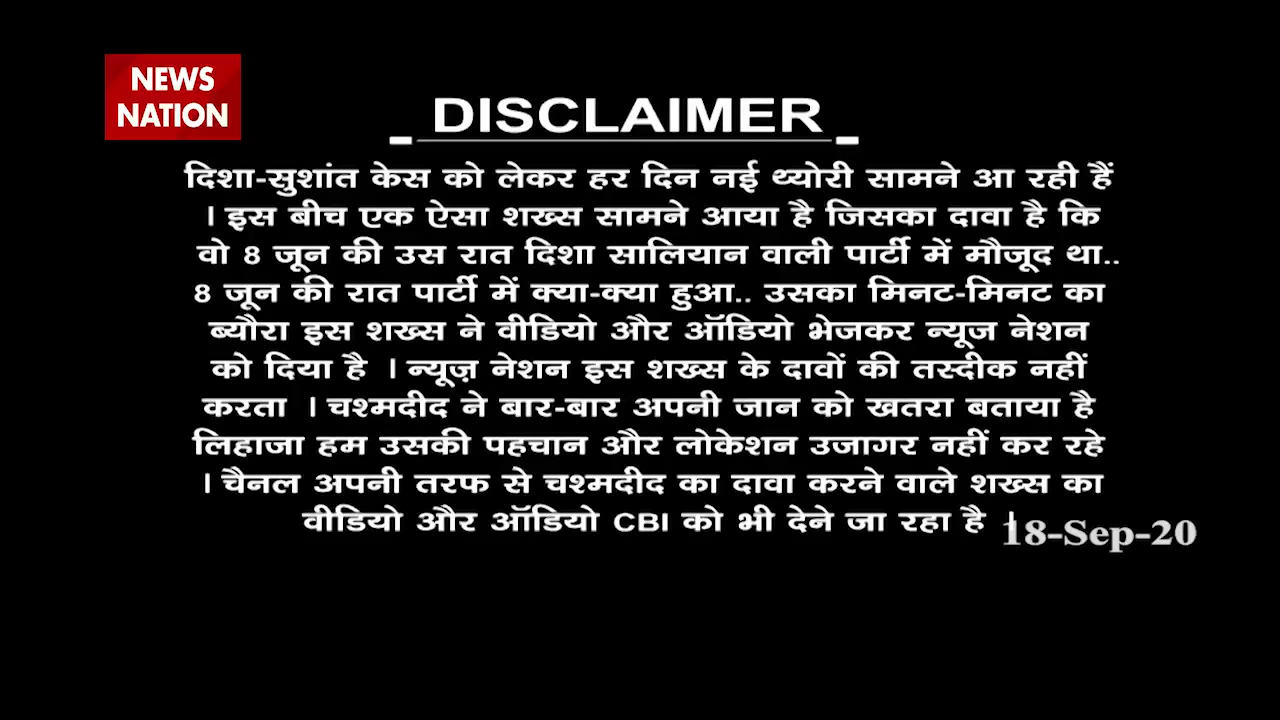 NEWS
NATION
DISCLAIMER
दिशा-सुशांत केस को लेकर हर दिन नई थ्योरी सामने आ रही हैं
। इस बीच एक ऐसा शख्स सामने आया है जिसका दावा है कि
वो 8 जून की उस रात दिशा सालियान वाली पार्टी में मौजूद था..
8 जून की रात पार्टी में क्या-क्या हुआ.. उसका मिनट-मिनट का
ब्यौरा इस शख्स ने वीडियो और ऑडियो भेजकर न्यूज नेशन
को दिया है । न्यूज़ नेशन इस शख्स के दावों की तस्दीक नहीं
करता । चश्मदीद ने बार-बार अपनी जान को खतरा बताया है
लिहाजा हम उसकी पहचान और लोकेशन उजागर नहीं कर रहे
। चैनल अपनी तरफ से चश्मदीद का दावा करने वाले शख्स का
वीडियो और ऑडियो CBI को भी देने जा रहा है ।
18-Sep-20